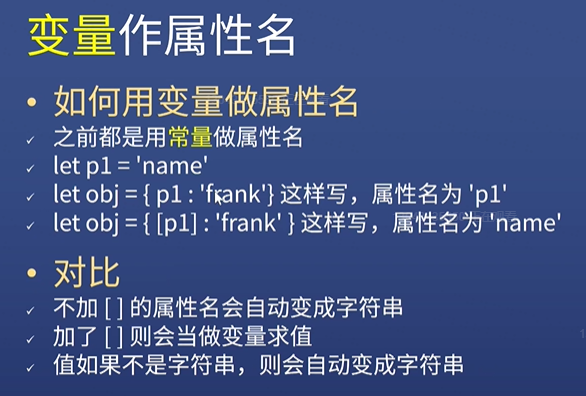 变量作属性名
• 如何用变量做属性名
✓ 之前都是用常量做属性名
✓ let p1 = 'name'
✓ let obj = { p1 : 'frank'} 这样写，属性名为 'p1'
✓ let obj = { [p1] : 'frank' } 这样写，属性名为 'name'
• 对比
✓ 不加 [ ] 的属性名会自动变成字符串
✓ 加了 [ ] 则会当做变量求值
✓ 值如果不是字符串，则会自动变成字符串